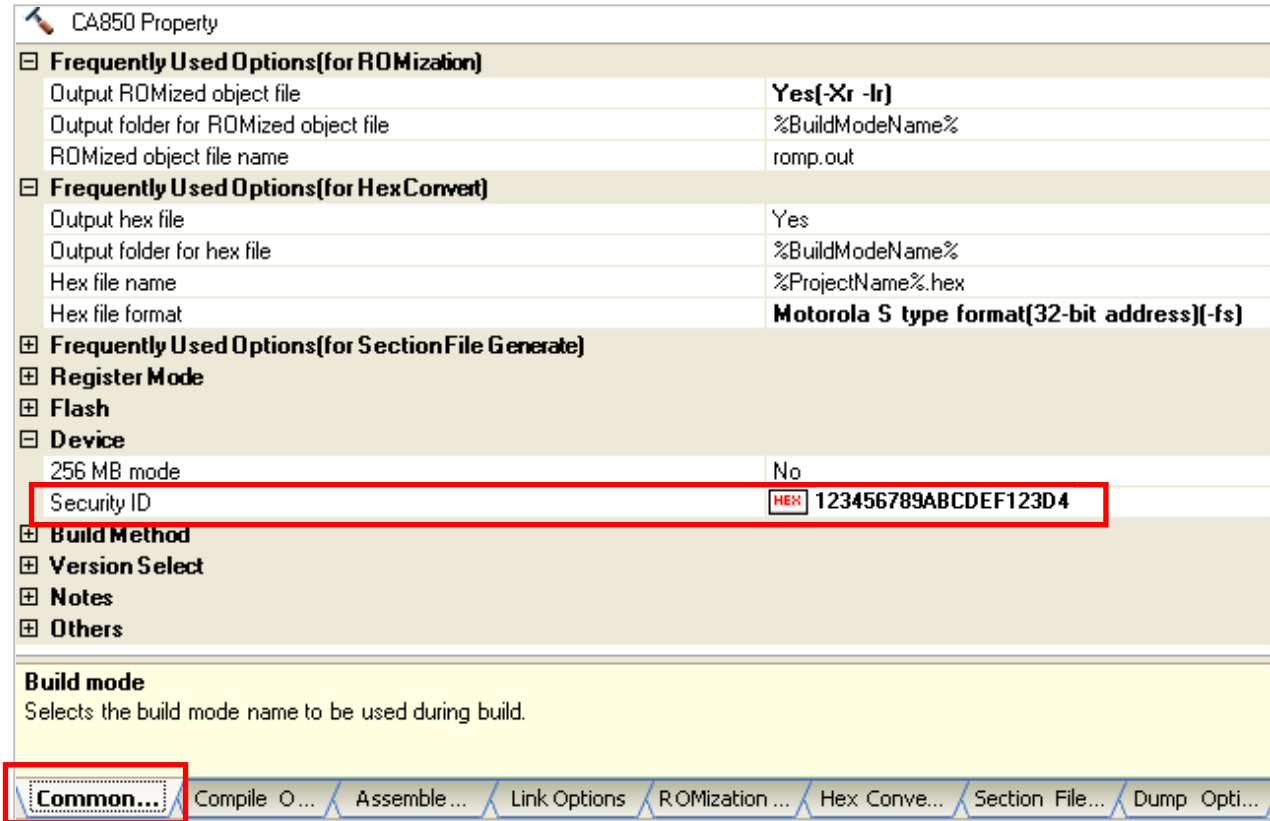 CA850 Property
Frequently Used Options(for ROMization)
Output ROMized object file Yes(-Xr -lr)
Output folder for ROMized object file %BuildModeName%
ROMized object file name romp.out
Frequently Used Options(for Hex Convert)
Output hex file Yes
Output folder for hex file %BuildModeName%
Hex file name %ProjectName%.hex
Hex file format Motorola S type format(32-bit address)(-fs)
Frequently Used Options(for Section File Generate)
Register Mode
Flash
Device
256 MB mode No
Security ID HEX 123456789ABCDEF123D4
Build Method
Version Select
Notes
Others
Build mode
Selects the build mode name to be used during build.
Common... Compile O... Assemble... Link Options ROMization ... Hex Conve... Section File... Dump Opti...